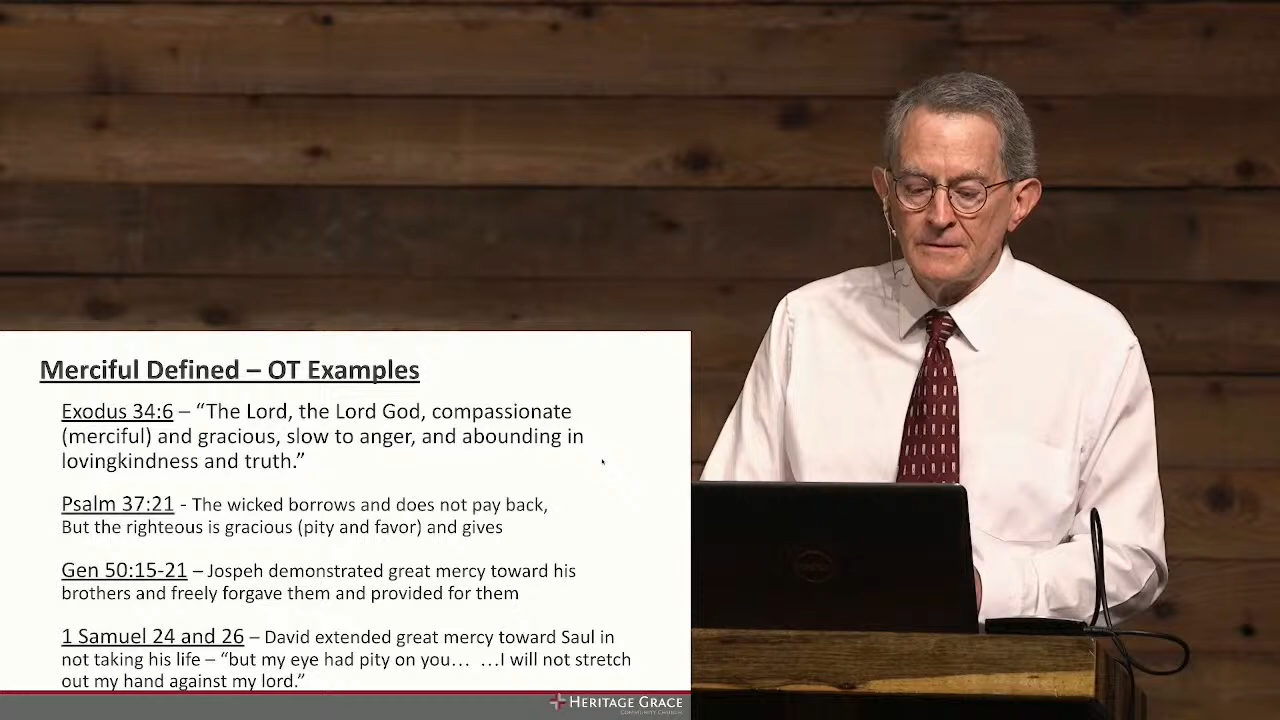 Merciful Defined – OT Examples
Exodus 34:6 – “The Lord, the Lord God, compassionate
(merciful) and gracious, slow to anger, and abounding in
lovingkindness and truth.”
Psalm 37:21 - The wicked borrows and does not pay back,
But the righteous is gracious (pity and favor) and gives
Gen 50:15-21 – Jospeh demonstrated great mercy toward his
brothers and freely forgave them and provided for them
1 Samuel 24 and 26 – David extended great mercy toward Saul in
not taking his life – “but my eye had pity on you… …I will not stretch
out my hand against my lord.”
HERITAGE GRACE
COMMUNITY CHURCH